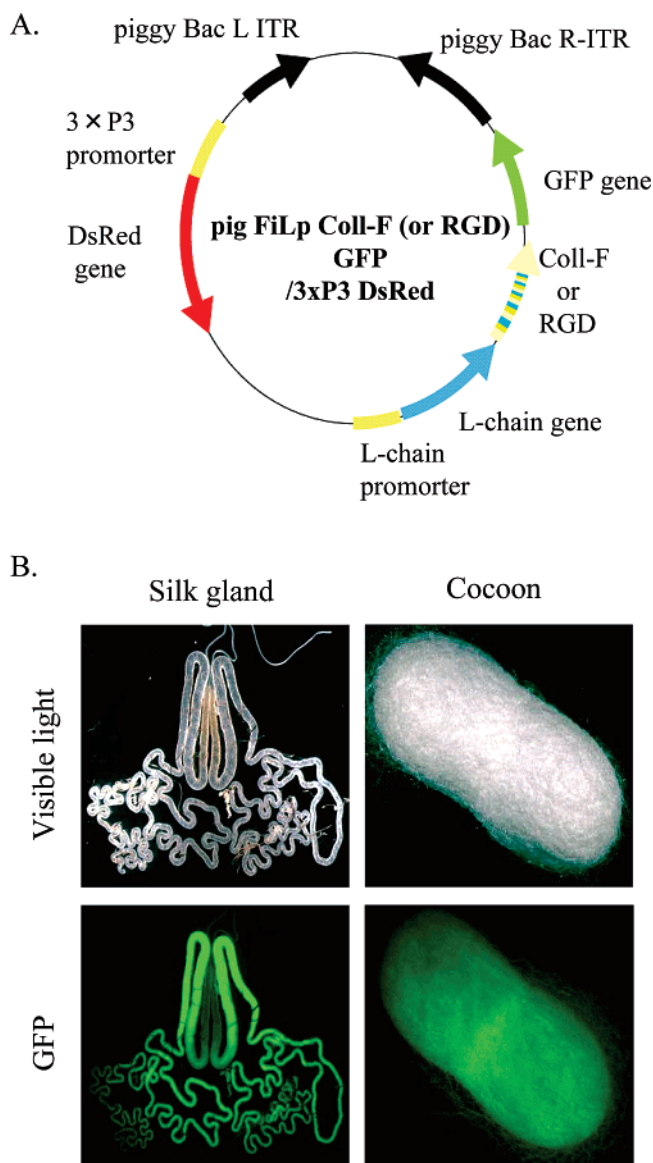 A.
piggy Bac L ITR
piggy Bac R-ITR
3 × P3
promorter
GFP gene
DsRed
gene
pig FiLp Coll-F (or RGD)
GFP
/3xP3 DsRed
Coll-F
or
RGD
L-chain gene
L-chain
promorter
B.
Silk gland
Cocoon
Visible light
GFP